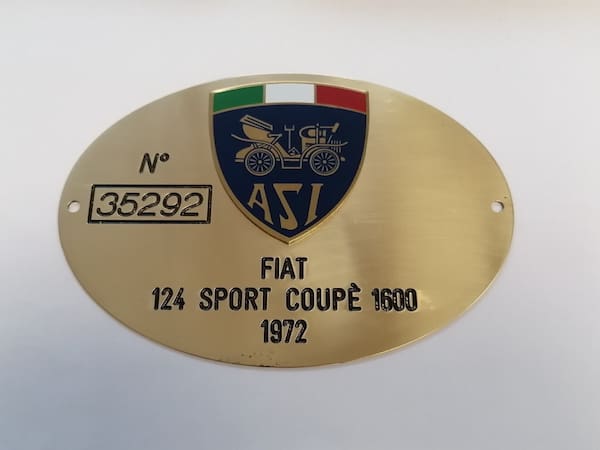 ASI
N°
35292
FIAT
124 SPORT COUPÈ 1600
1972